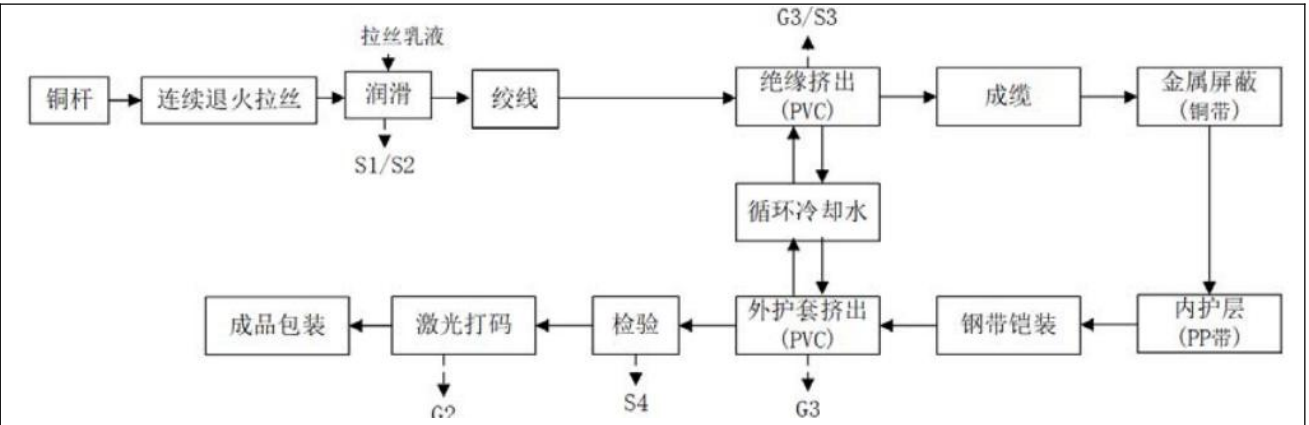 G3/S3
拉丝乳液
铜杆
连续退火拉丝
润滑
绞线
绝缘挤出
(PVC)
成缆
金属屏蔽
(铜带)
S1/S2
循环冷却水
成品包装
激光打码
检验
外护套挤出
(PVC)
钢带铠装
内护层
(PP带)
G2
S4
G3